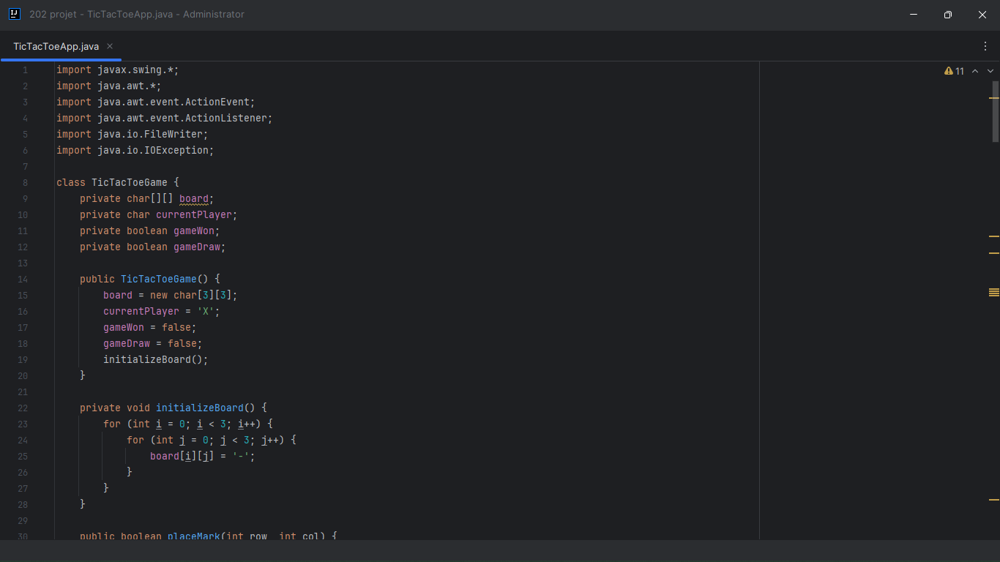 202 projet - TicTacToeApp.java - Administrator
TicTacToeApp.java
11
1 import javax.swing.*;
2 import java.awt.*;
3 import java.awt.event.ActionEvent;
4 import java.awt.event.ActionListener;
5 import java.io.FileWriter;
6 import java.io.IOException;
7
8 class TicTacToeGame {
9     private char[][] board;
10     private char currentPlayer;
11     private boolean gameWon;
12     private boolean gameDraw;
13
14     public TicTacToeGame() {
15         board = new char[3][3];
16         currentPlayer = 'X';
17         gameWon = false;
18         gameDraw = false;
19         initializeBoard();
20     }
21
22     private void initializeBoard() {
23         for (int i = 0; i < 3; i++) {
24             for (int j = 0; j < 3; j++) {
25                 board[i][j] = '-';
26             }
27         }
28     }
29
30     public boolean placeMark(int row, int col) {